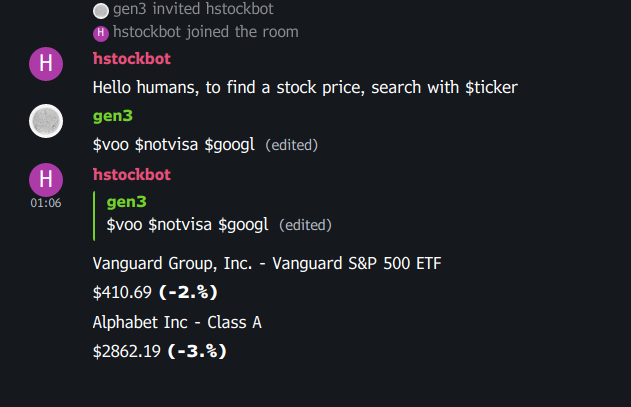 gen3 invited hstockbot
H hstockbot joined the room
H hstockbot
Hello humans, to find a stock price, search with $ticker
gen3
$voo $notvisa $googl (edited)
H hstockbot
01:06
gen3
$voo $notvisa $googl (edited)
Vanguard Group, Inc. - Vanguard S&P 500 ETF
$410.69 (-2.%)
Alphabet Inc - Class A
$2862.19 (-3.%)